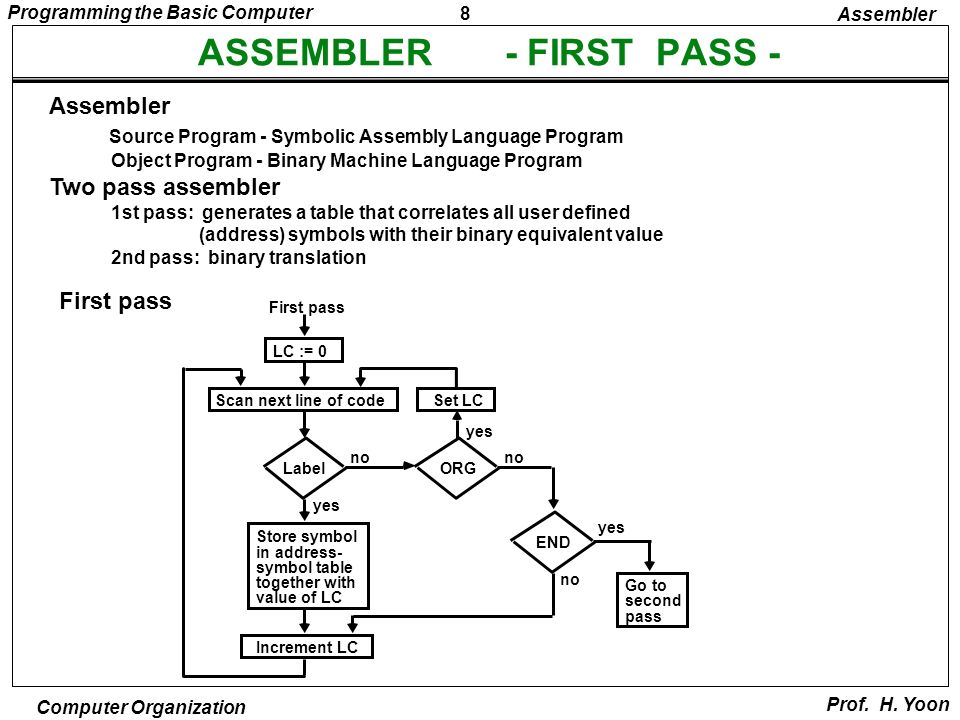 Programming the Basic Computer
8
Assembler
ASSEMBLER - FIRST PASS -
Assembler
Source Program - Symbolic Assembly Language Program
Object Program - Binary Machine Language Program
Two pass assembler
1st pass: generates a table that correlates all user defined
(address) symbols with their binary equivalent value
2nd pass: binary translation
First pass
First pass
LC := 0
Scan next line of code
Set LC
yes
Label
no
ORG
no
yes
Store symbol
in address-
symbol table
together with
value of LC
END
yes
no
Go to
second
pass
Increment LC
Computer Organization
Prof. H. Yoon